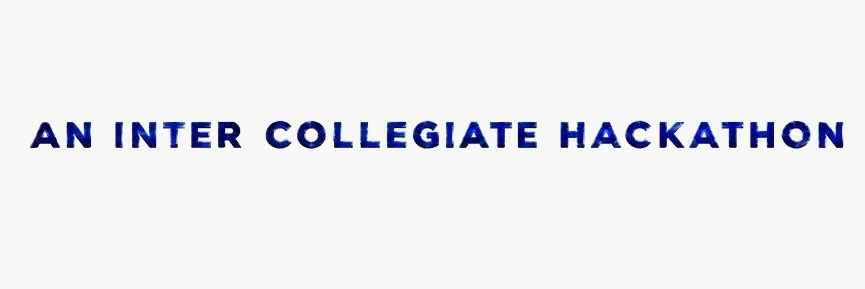 AN INTER COLLEGIATE HACKATHON